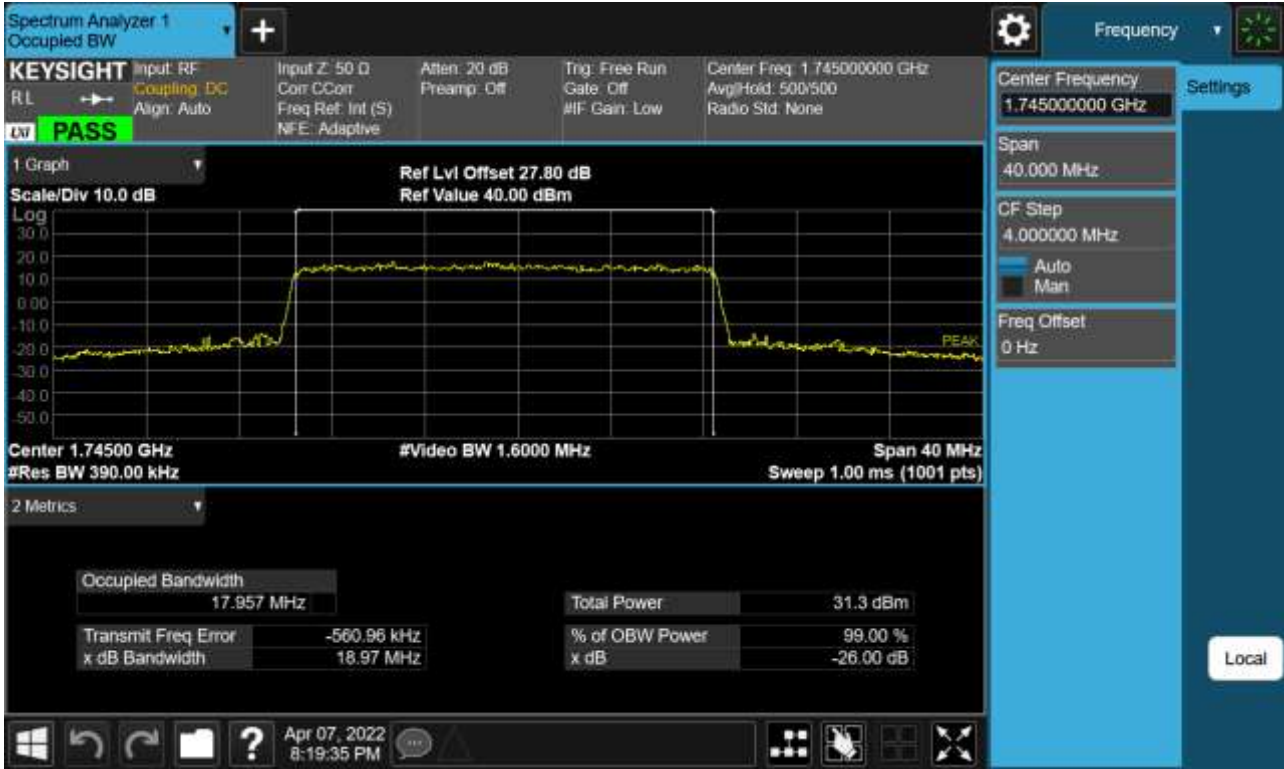 Spectrum Analyzer 1
Occupied BW
+
Frequency
KEYSIGHT
RL
LXI
PASS
Input: RF
Coupling: DC
Align: Auto
Input Z: 50 Ω
Corr CCorr
Freq Ref: Int (S)
NFE: Adaptive
Atten: 20 dB
Preamp: Off
Trig: Free Run
Gate: Off
#IF Gain: Low
Center Freq: 1.745000000 GHz
Avg|Hold: 500/500
Radio Std: None
Center Frequency
1.745000000 GHz
Settings
Span
40.000 MHz
CF Step
4.000000 MHz
Auto
Man
Freq Offset
0 Hz
1 Graph
Scale/Div 10.0 dB
Ref Lvl Offset 27.80 dB
Ref Value 40.00 dBm
Log
30.0
20.0
10.0
0.00
-10.0
-20.0
-30.0
-40.0
-50.0
PEAK
Center 1.74500 GHz
#Video BW 1.6000 MHz
Span 40 MHz
#Res BW 390.00 kHz
Sweep 1.00 ms (1001 pts)
2 Metrics
Occupied Bandwidth
17.957 MHz
Total Power 31.3 dBm
Transmit Freq Error -560.96 kHz
% of OBW Power 99.00 %
x dB Bandwidth 18.97 MHz
x dB -26.00 dB
Local
?
Apr 07, 2022
8:19:35 PM